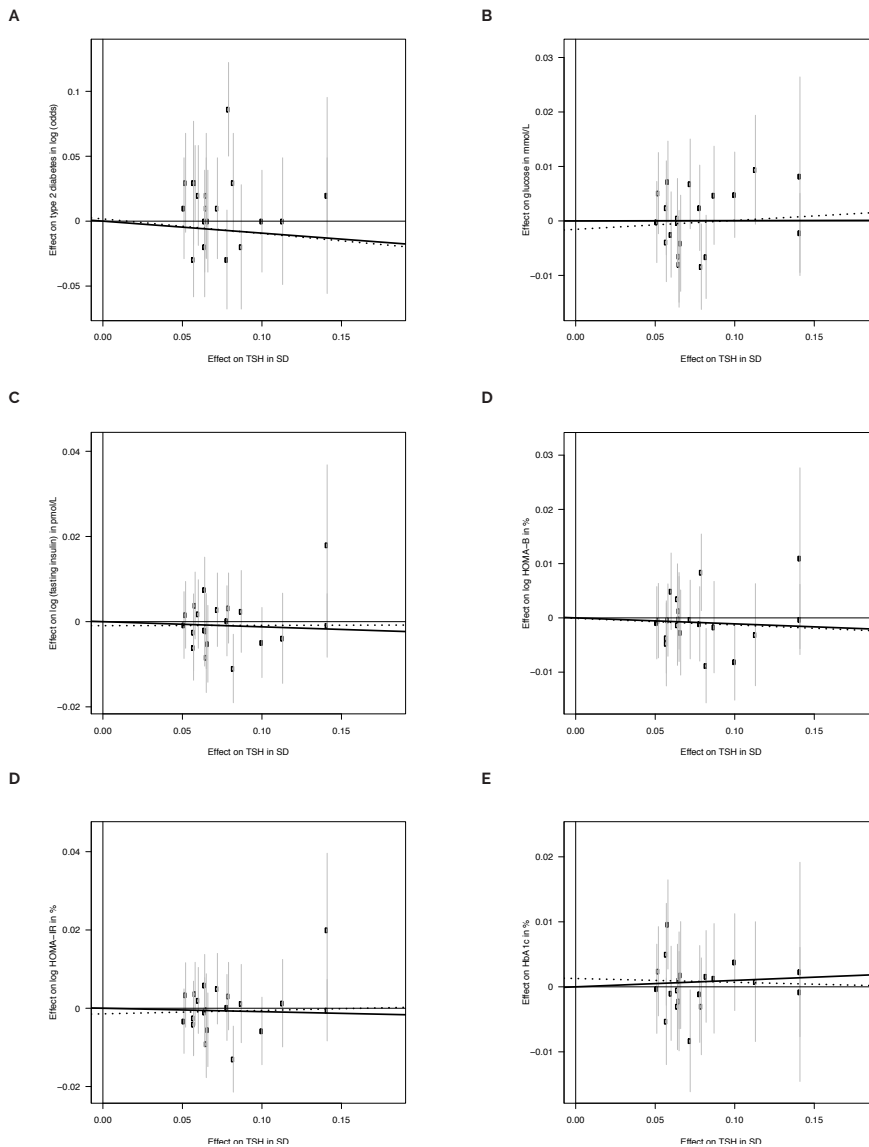 A
Effect on type 2 diabetes in log (odds)
0.1
0.05
0
−0.05
0.00
0.05
0.10
0.15
Effect on TSH in SD
B
Effect on glucose in mmol/L
0.03
0.02
0.01
0
−0.01
0.00
0.05
0.10
0.15
Effect on TSH in SD
C
Effect on log (fasting insulin) in pmol/L
0.04
0.02
0
−0.02
0.00
0.05
0.10
0.15
Effect on TSH in SD
D
Effect on log HOMA−B in %
0.03
0.02
0.01
0
−0.01
0.00
0.05
0.10
0.15
Effect on TSH in SD
D
Effect on log HOMA−IR in %
0.04
0.02
0
−0.02
0.00
0.05
0.10
0.15
Effect on TSH in SD
E
Effect on HbA1c in %
0.02
0.01
0
−0.01
0.00
0.05
0.10
0.15
Effect on TSH in SD